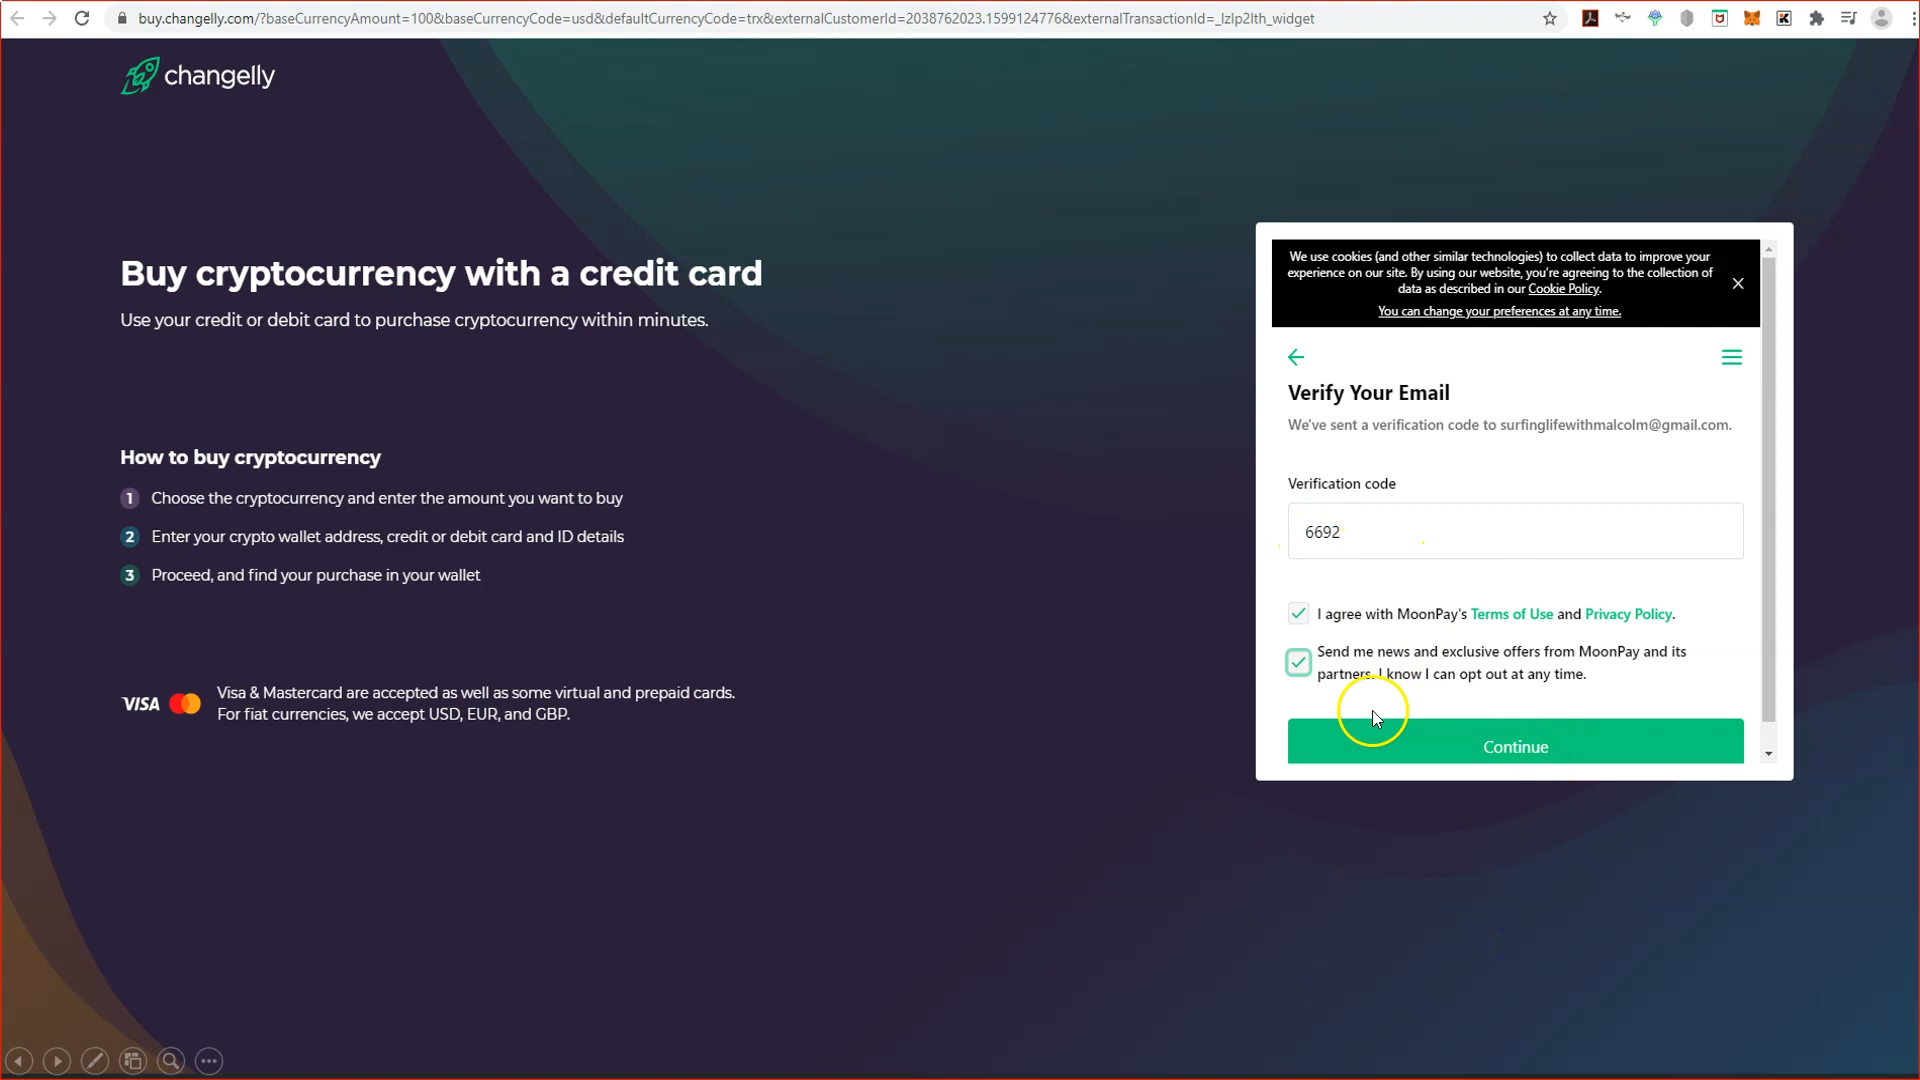 buy.changelly.com/?baseCurrencyAmount=100&baseCurrencyCode=usd&defaultCurrencyCode=trx&externalCustomerId=2038762023.1599124776&externalTransactionId=_lzlp2lth_widget
changelly
Buy cryptocurrency with a credit card
Use your credit or debit card to purchase cryptocurrency within minutes.
How to buy cryptocurrency
1 Choose the cryptocurrency and enter the amount you want to buy
2 Enter your crypto wallet address, credit or debit card and ID details
3 Proceed, and find your purchase in your wallet
VISA
Visa & Mastercard are accepted as well as some virtual and prepaid cards.
For fiat currencies, we accept USD, EUR, and GBP.
We use cookies (and other similar technologies) to collect data to improve your
experience on our site. By using our website, you're agreeing to the collection of
data as described in our Cookie Policy.
You can change your preferences at any time.
Verify Your Email
We've sent a verification code to surfinglifewithmalcolm@gmail.com.
Verification code
6692
I agree with MoonPay's Terms of Use and Privacy Policy.
Send me news and exclusive offers from MoonPay and its
partners. I know I can opt out at any time.
Continue